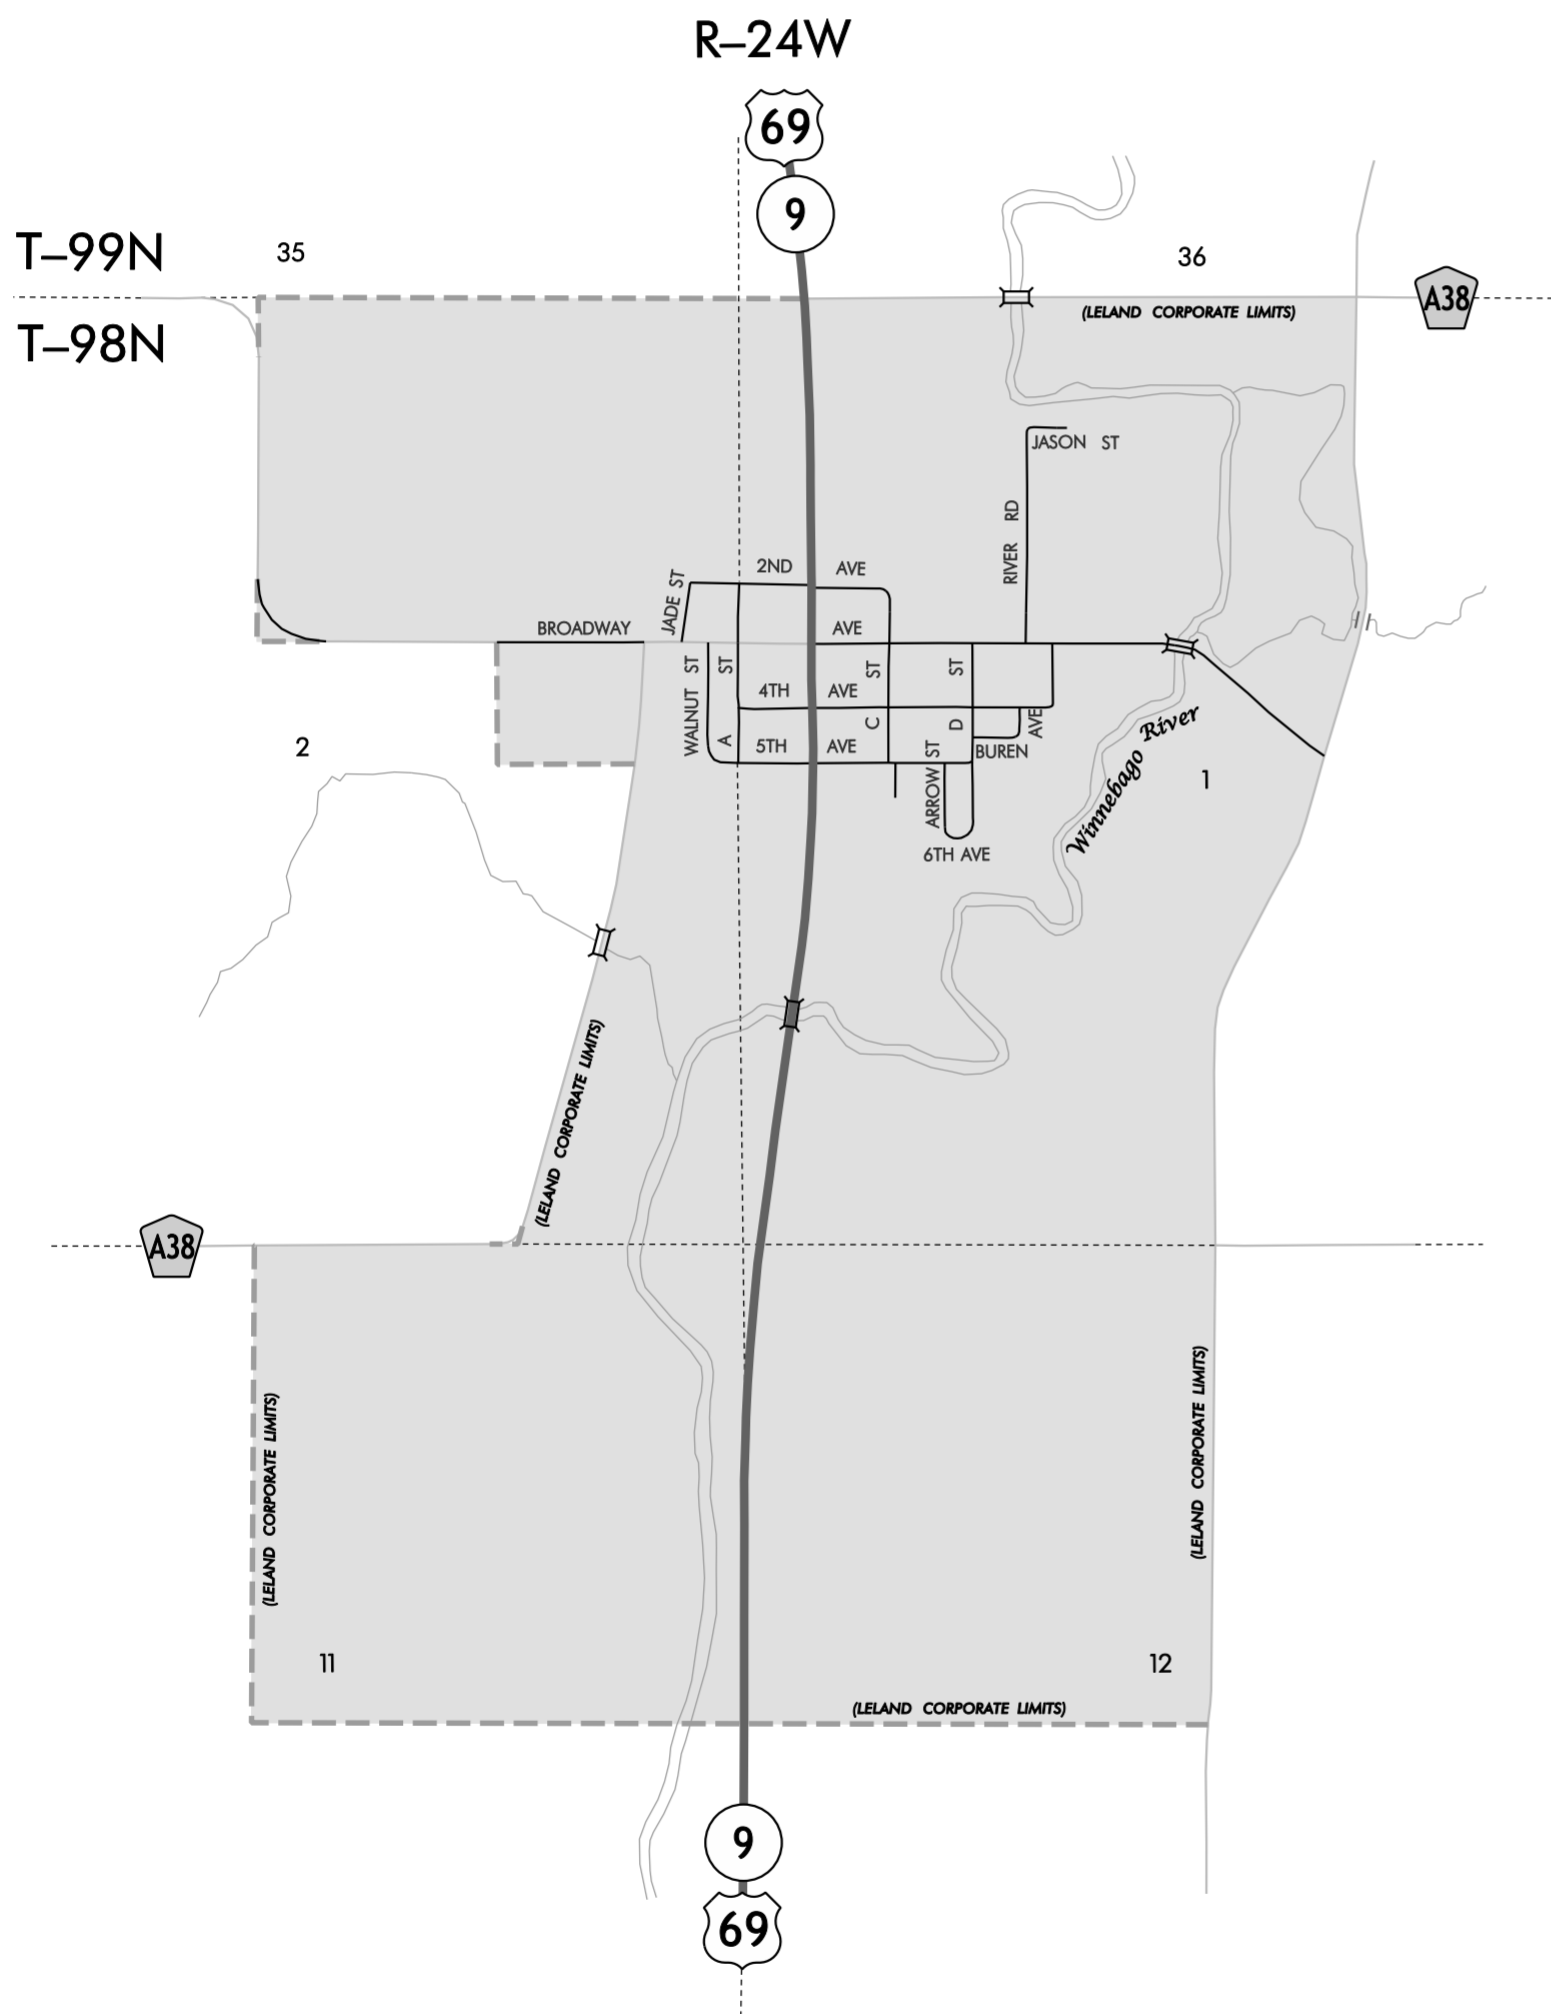 R–24W
69
9
T–99N
35
36
A38
(LELAND CORPORATE LIMITS)
T–98N
JASON ST
RIVER RD
2ND AVE
JADE ST
BROADWAY
AVE
WALNUT ST
A ST
4TH AVE
C ST
D ST
AVE
5TH AVE
BUREN
ARROW ST
6TH AVE
2
1
Winnebago River
(LELAND CORPORATE LIMITS)
A38
(LELAND CORPORATE LIMITS)
(LELAND CORPORATE LIMITS)
11
12
(LELAND CORPORATE LIMITS)
9
69